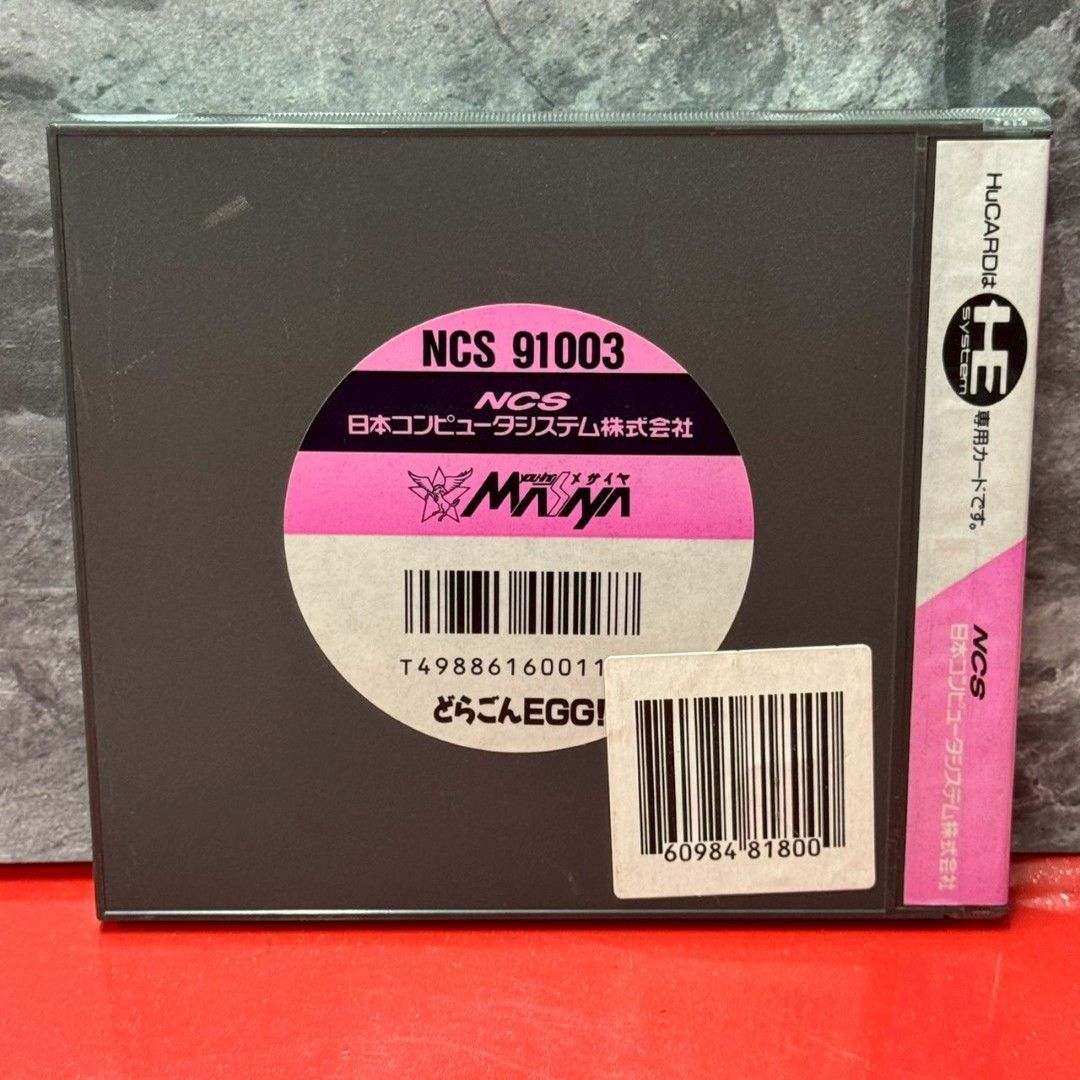 NCS 91003
NCS
日本コンピュータシステム株式会社
メサイヤ
MASAYA
T49886160011
どらごんEGG!
60984 81800
HuCARDは
HE
system
専用カードです。
NCS
日本コンピュータシステム株式会社